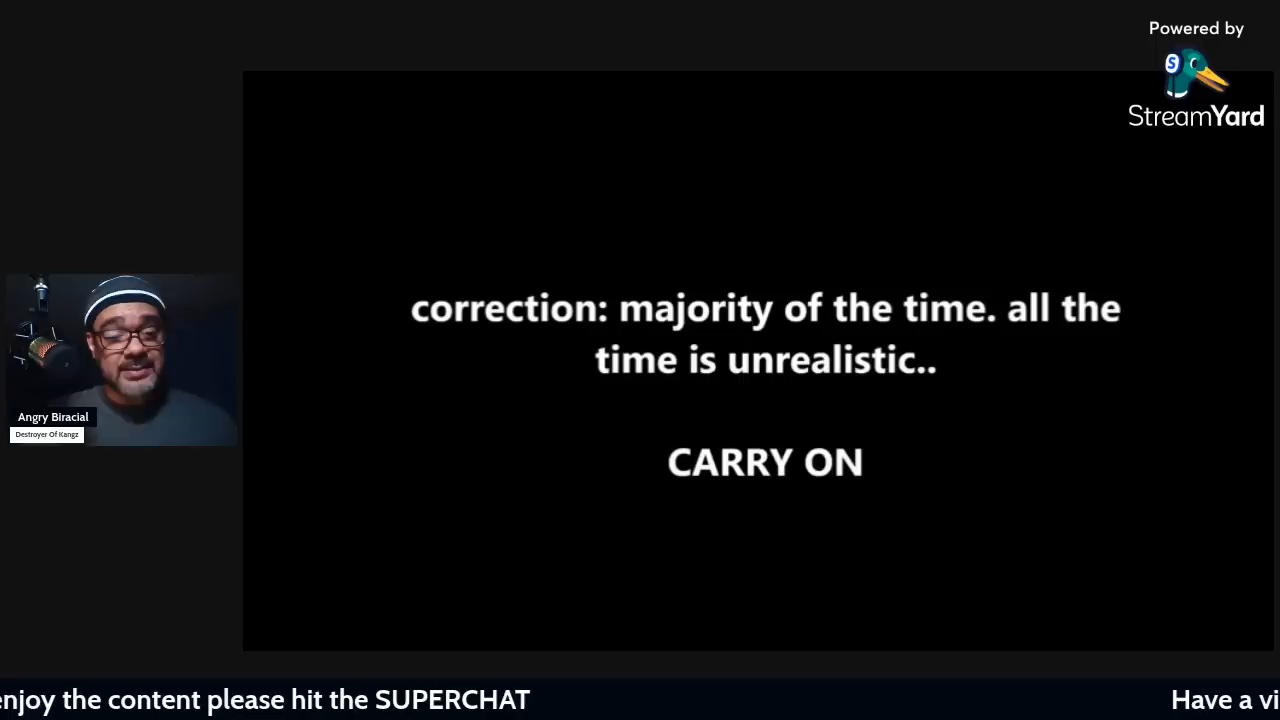 Powered by
StreamYard
correction: majority of the time. all the
time is unrealistic..
CARRY ON
Angry Biracial
Destroyer Of Kangz
enjoy the content please hit the SUPERCHAT
Have a vi